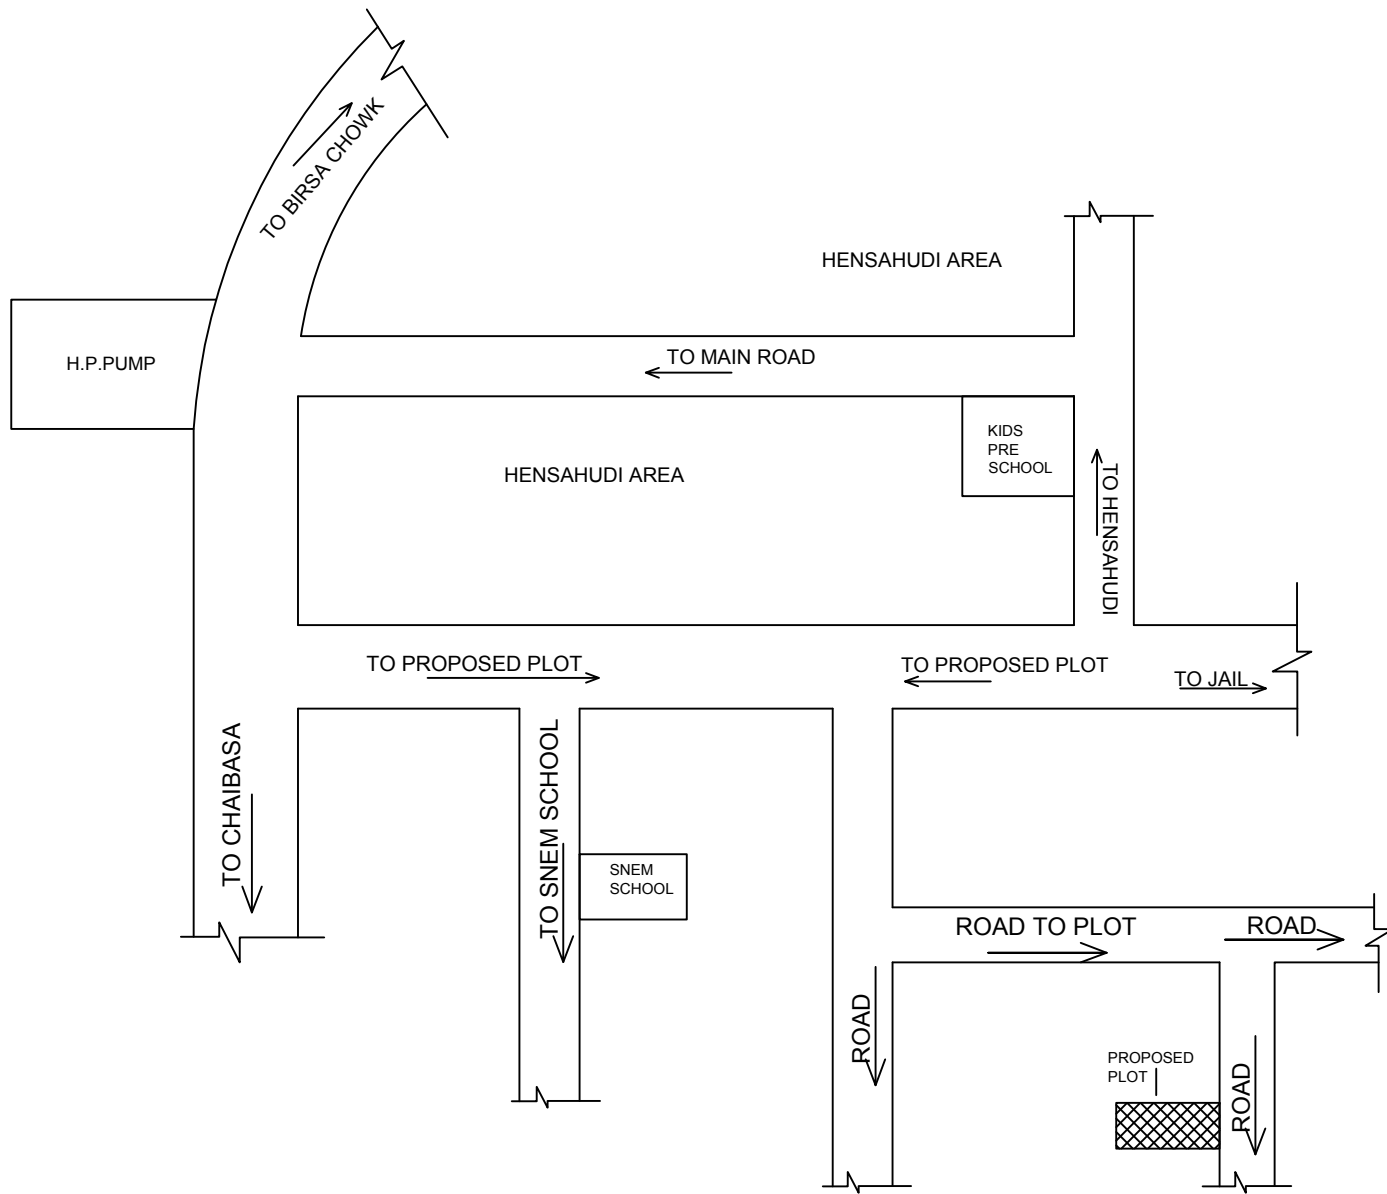 TO BIRSA CHOWK
HENSAHUDI AREA
H.P.PUMP
TO MAIN ROAD
KIDS
PRE
SCHOOL
HENSAHUDI AREA
TO HENSAHUDI
TO PROPOSED PLOT
TO PROPOSED PLOT
TO JAIL
TO CHAIBASA
TO SNEM SCHOOL
SNEM
SCHOOL
ROAD TO PLOT
ROAD
ROAD
PROPOSED
PLOT
ROAD